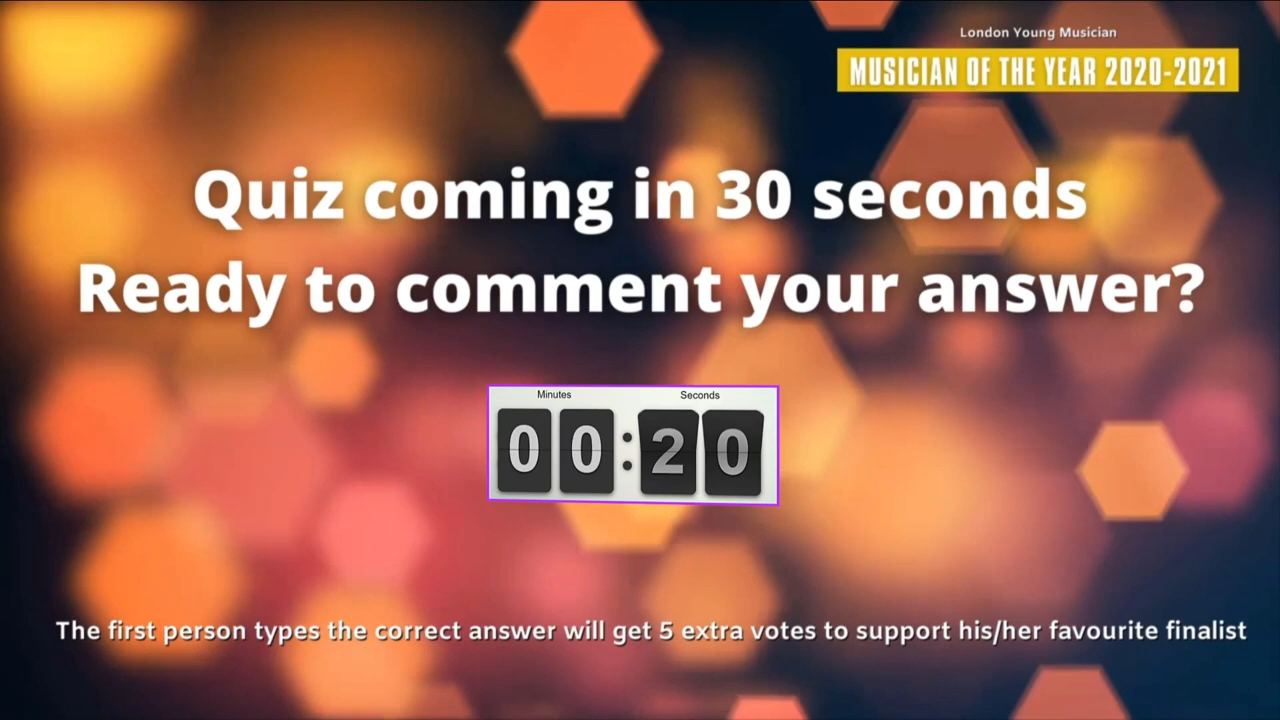 London Young Musician
MUSICIAN OF THE YEAR 2020-2021
Quiz coming in 30 seconds
Ready to comment your answer?
Minutes Seconds
00:20
The first person types the correct answer will get 5 extra votes to support his/her favourite finalist